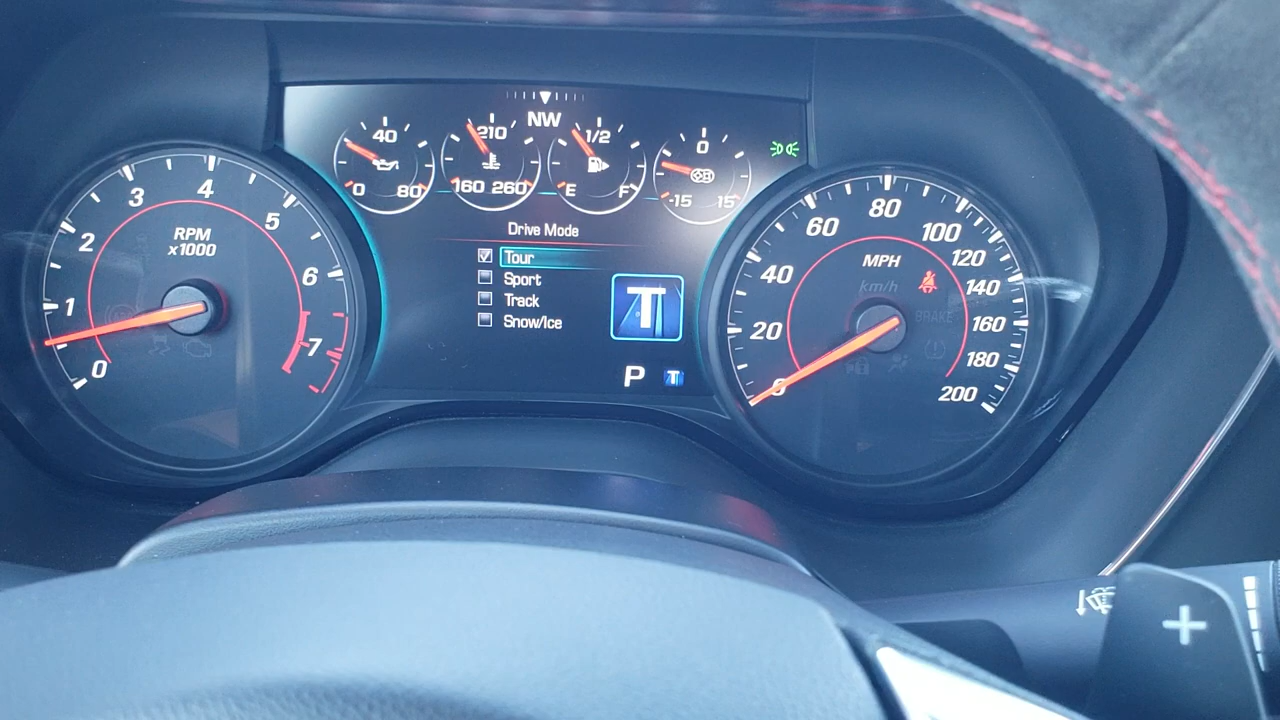 NW
40
0 80
210
160 260
1/2
E F
0
-15 15
Drive Mode
Tour
Sport
Track
Snow/Ice
T
P T
0
1
2
3
4
5
6
7
RPM
x1000
0
20
40
60
80
100
120
140
160
180
200
MPH
km/h
BRAKE
+